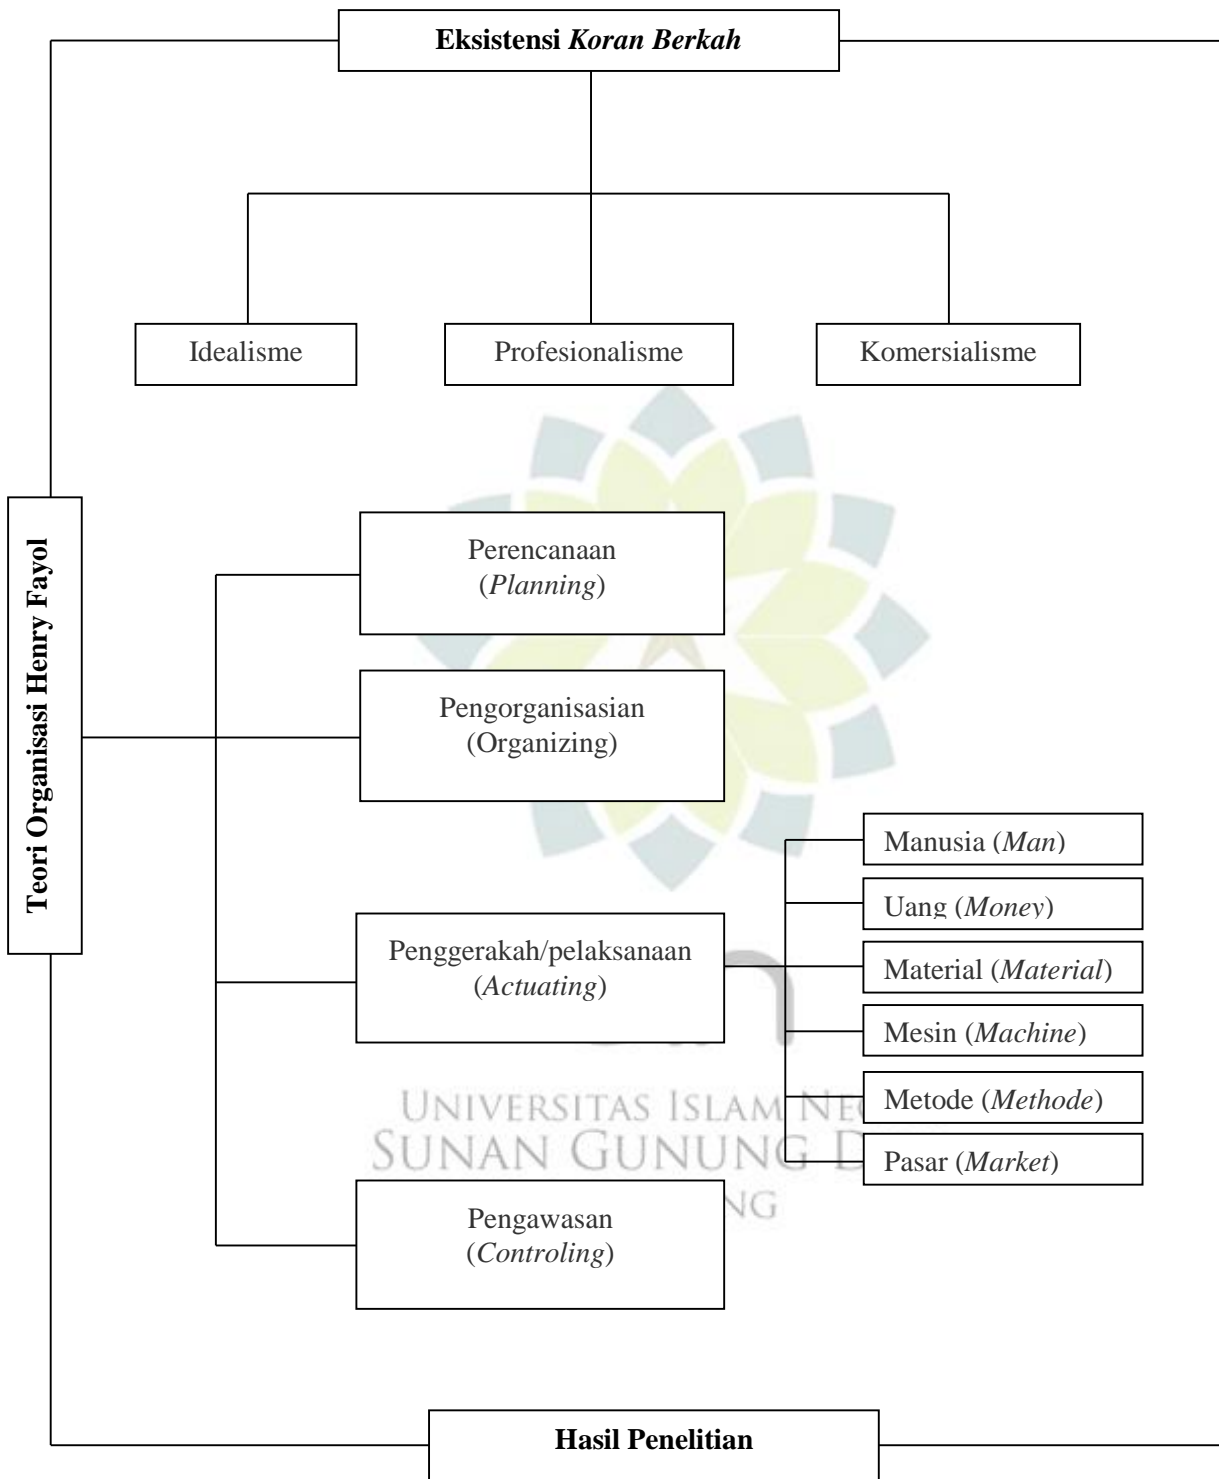 Eksistensi Koran Berkah
Idealisme
Profesionalisme
Komersialisme
Teori Organisasi Henry Fayol
Perencanaan
(Planning)
Pengorganisasian
(Organizing)
Penggerakah/pelaksanaan
(Actuating)
Manusia (Man)
Uang (Money)
Material (Material)
Mesin (Machine)
Metode (Methode)
Pasar (Market)
Pengawasan
(Controling)
UNIVERSITAS ISLAM NEG
SUNAN GUNUNG D
NG
Hasil Penelitian